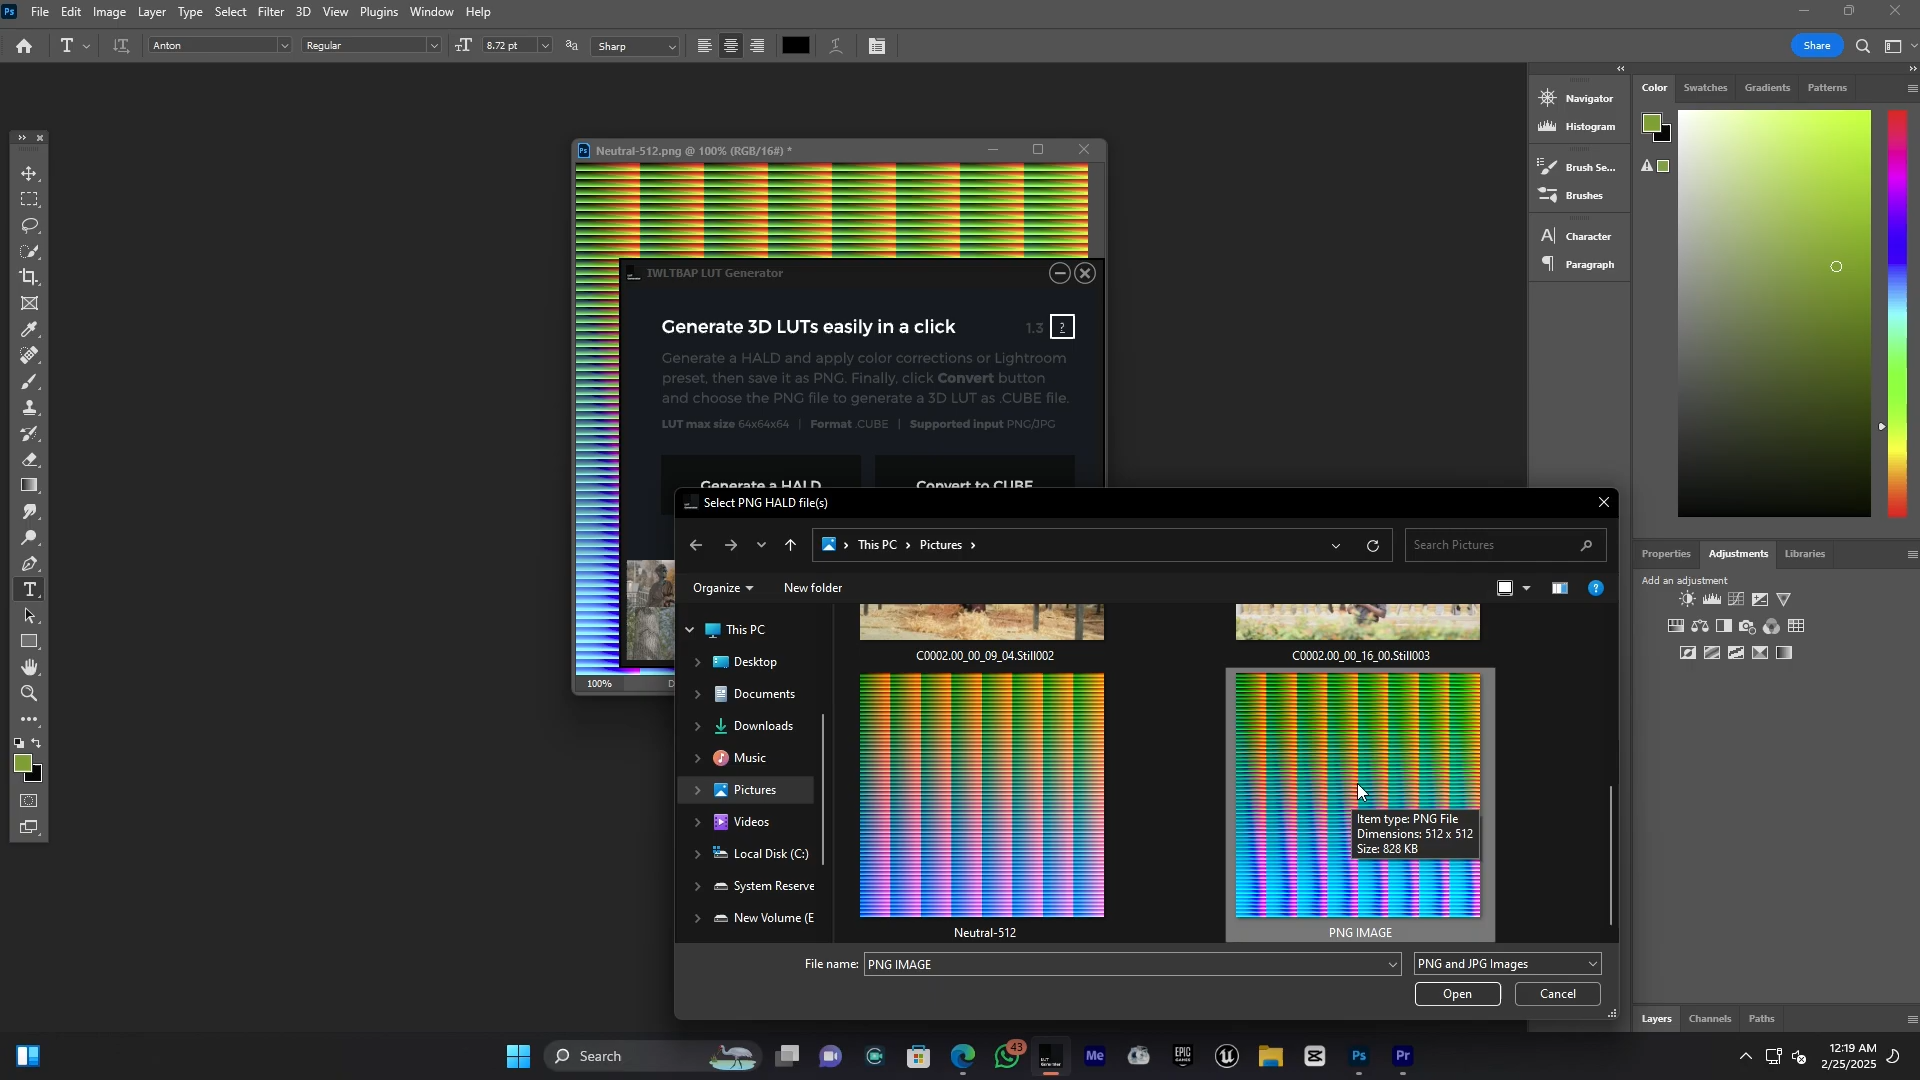 Ps File Edit Image Layer Type Select Filter 3D View Plugins Window Help
T Anton Regular 8.72 pt Sharp Share
Color Swatches Gradients Patterns
Navigator
Histogram
Brush Se...
Brushes
Character
Paragraph
Neutral-512.png @ 100% (RGB/16#) *
IWLTBAP LUT Generator
Generate 3D LUTs easily in a click 1.3 ?
Generate a HALD and apply color corrections or Lightroom
preset, then save it as PNG. Finally, click Convert button
and choose the PNG file to generate a 3D LUT as .CUBE file.
LUT max size 64x64x64 | Format .CUBE | Supported input PNG/JPG
Generate a HALD Convert to CUBE
100%
Select PNG HALD file(s)
This PC > Pictures > Search Pictures
Organize New folder
This PC
Desktop
Documents
Downloads
Music
Pictures
Videos
Local Disk (C:)
System Reserve
New Volume (E
C0002.00_00_09_04.Still002 C0002.00_00_16_00.Still003
Item type: PNG File
Dimensions: 512 x 512
Size: 828 KB
Neutral-512 PNG IMAGE
File name: PNG IMAGE PNG and JPG Images
Open Cancel
Properties Adjustments Libraries
Add an adjustment
Layers Channels Paths
Search 43 Me EPIC GAMES Ps Pr
12:19 AM
2/25/2025